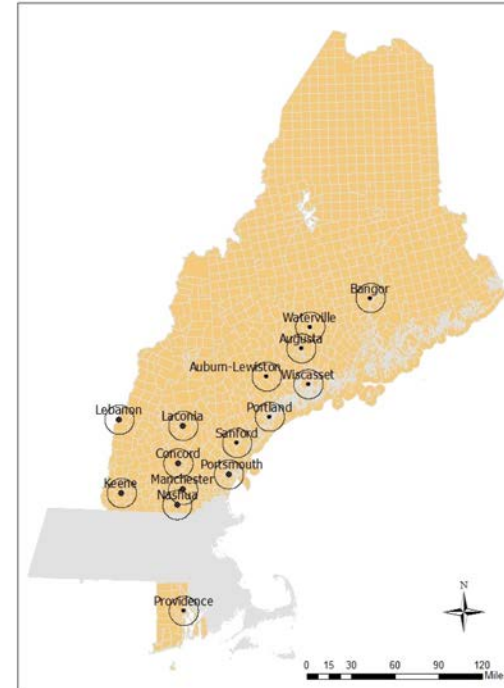 Bangor
Waterville
Augusta
Auburn-Lewiston
Wiscasset
Lebanon
Laconia
Portland
Sanford
Concord
Portsmouth
Manchester
Keene
Nashua
Providence
N
0 15 30 60 90 120
Mile